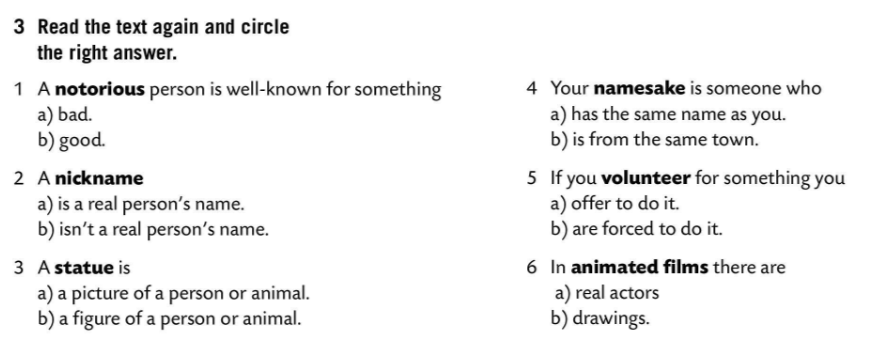 3 Read the text again and circle
the right answer.
1 A notorious person is well-known for something
a) bad.
b) good.
2 A nickname
a) is a real person's name.
b) isn't a real person's name.
3 A statue is
a) a picture of a person or animal.
b) a figure of a person or animal.
4 Your namesake is someone who
a) has the same name as you.
b) is from the same town.
5 If you volunteer for something you
a) offer to do it.
b) are forced to do it.
6 In animated films there are
a) real actors
b) drawings.